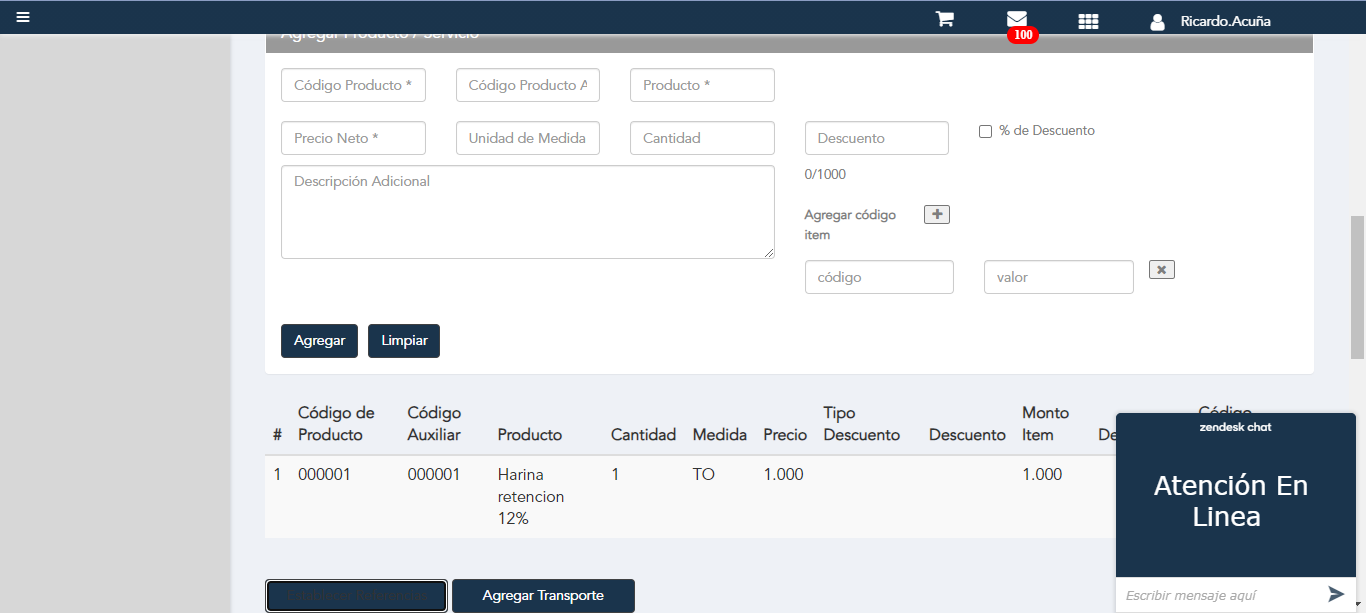 Ricardo.Acuña
100
Agregar Producto / Servicio
Código Producto *
Código Producto A
Producto *
Precio Neto *
Unidad de Medida
Cantidad
Descuento
% de Descuento
Descripción Adicional
0/1000
Agregar código
item
código
valor
Agregar
Limpiar
# Código de Producto Código Auxiliar Producto Cantidad Medida Precio Tipo Descuento Descuento Monto Item De Código
1 000001 000001 Harina retencion 12% 1 TO 1.000 1.000
Agregar Transporte
zendesk chat
Atención En
Linea
Escribir mensaje aquí